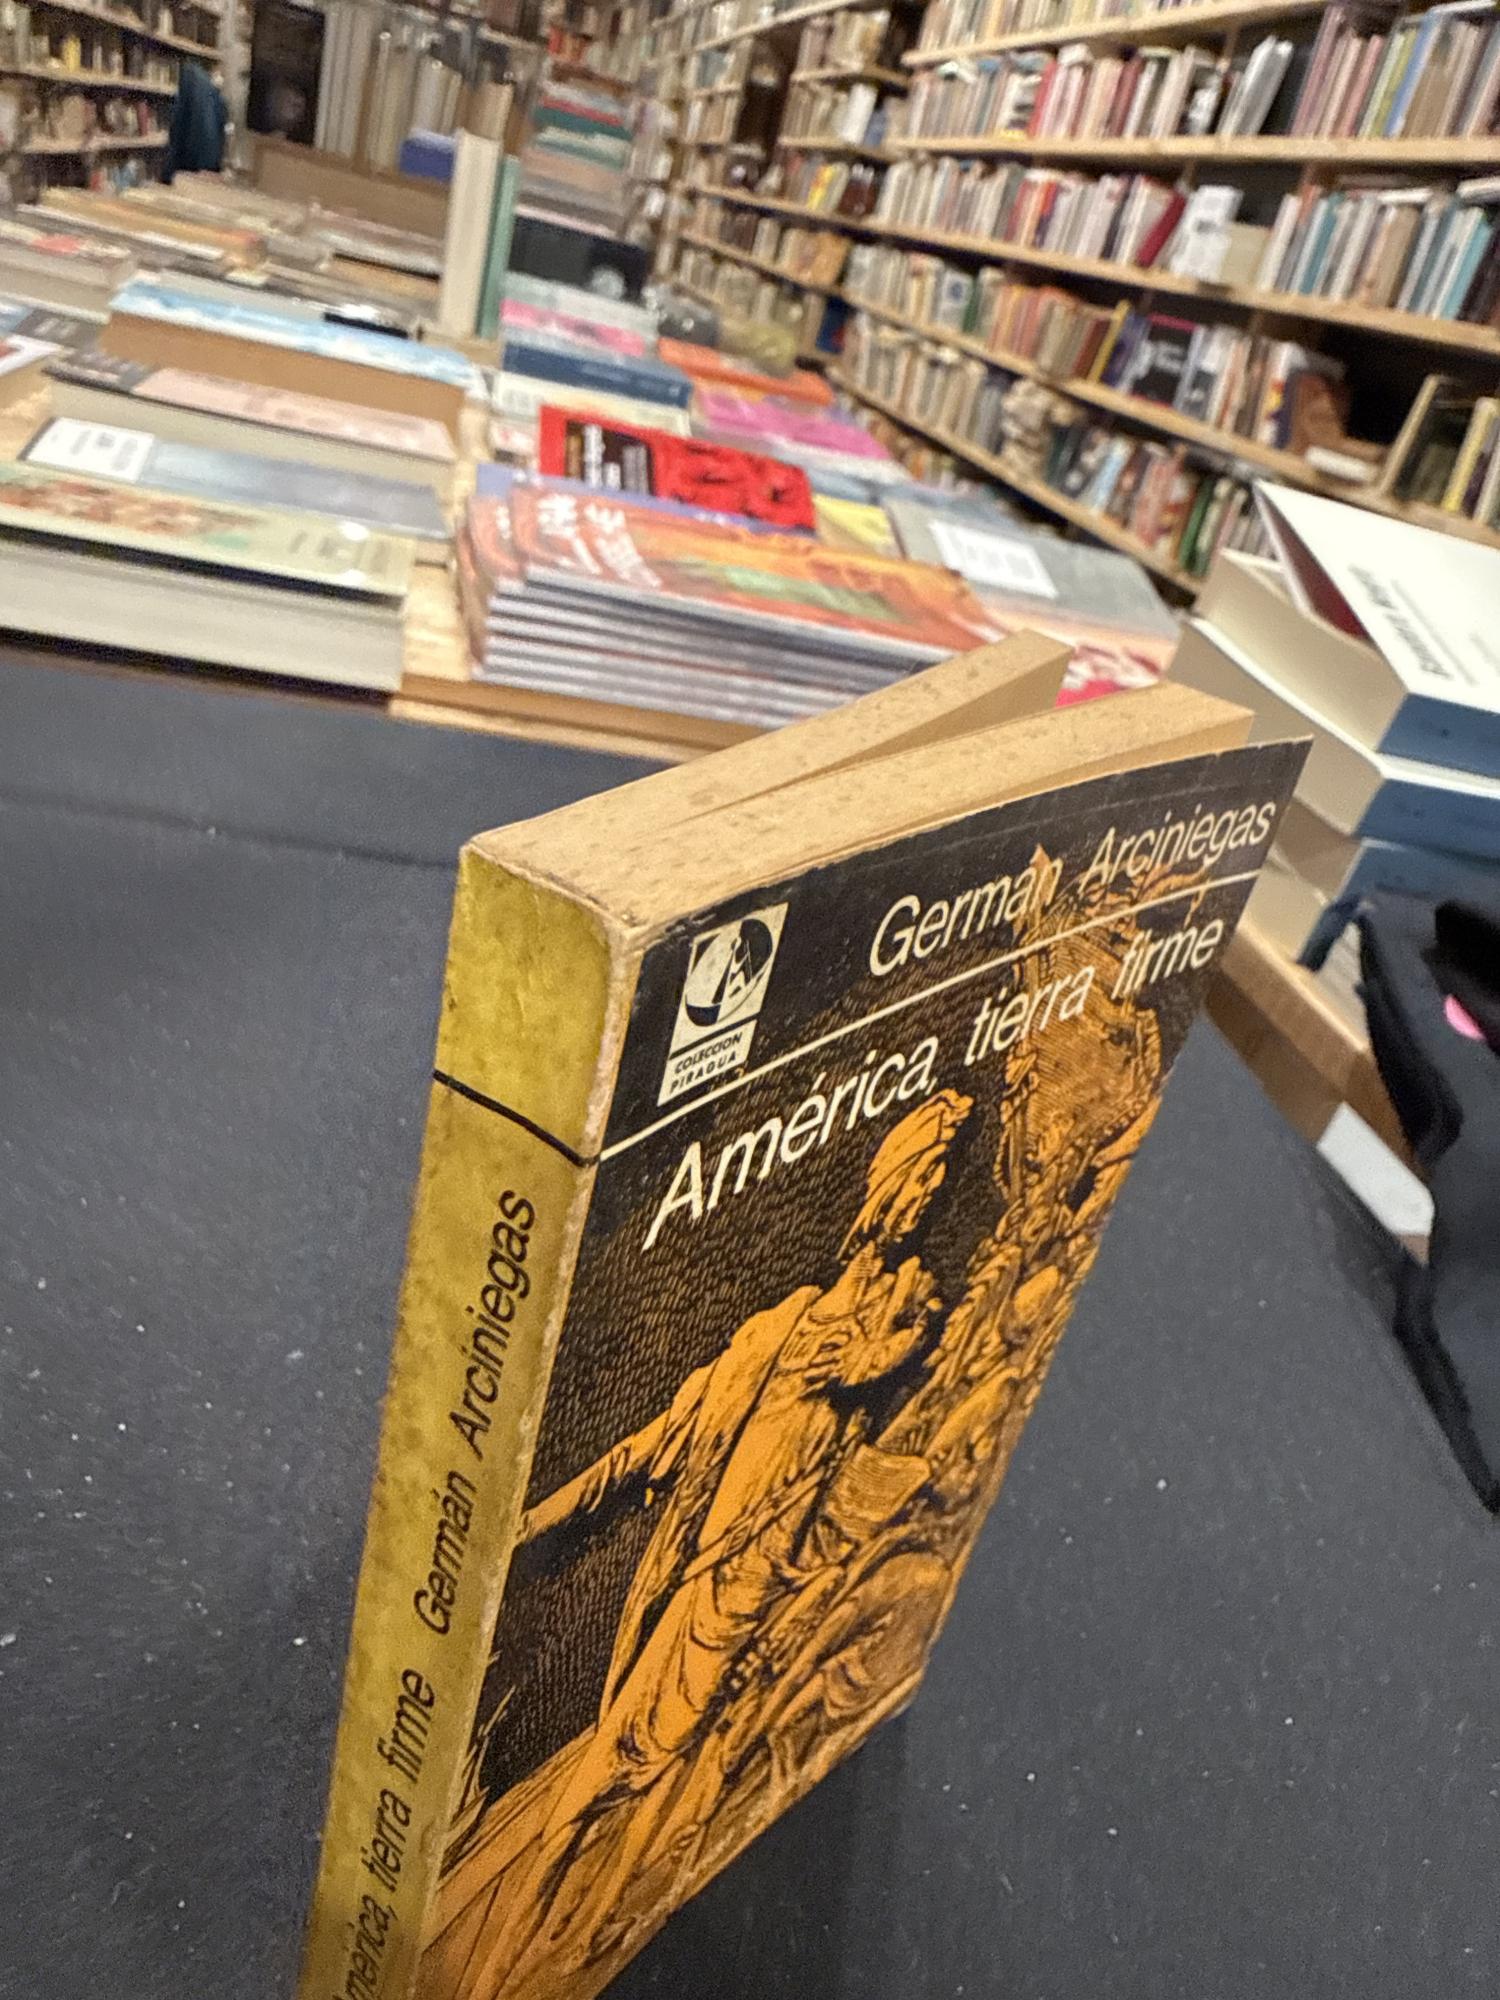 Germán Arciniegas
América, tierra firme
COLECCION
PIRAGUA
América, tierra firme Germán Arciniegas